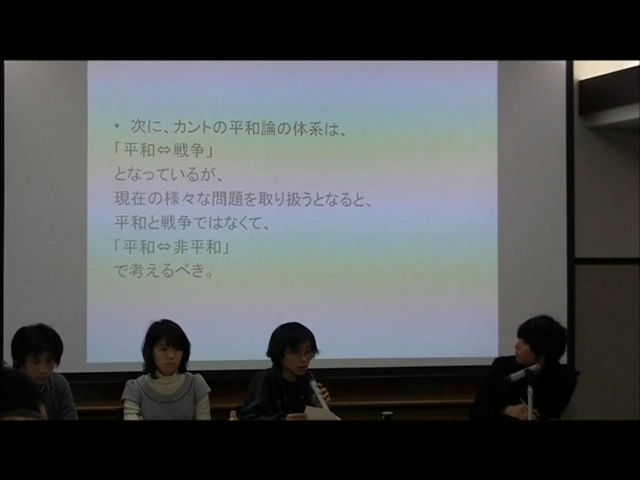 ・ 次に、カントの平和論の体系は、
「平和⇔戦争」
となっているが、
現在の様々な問題を取り扱うとなると、
平和と戦争ではなくて、
「平和⇔非平和」
で考えるべき。